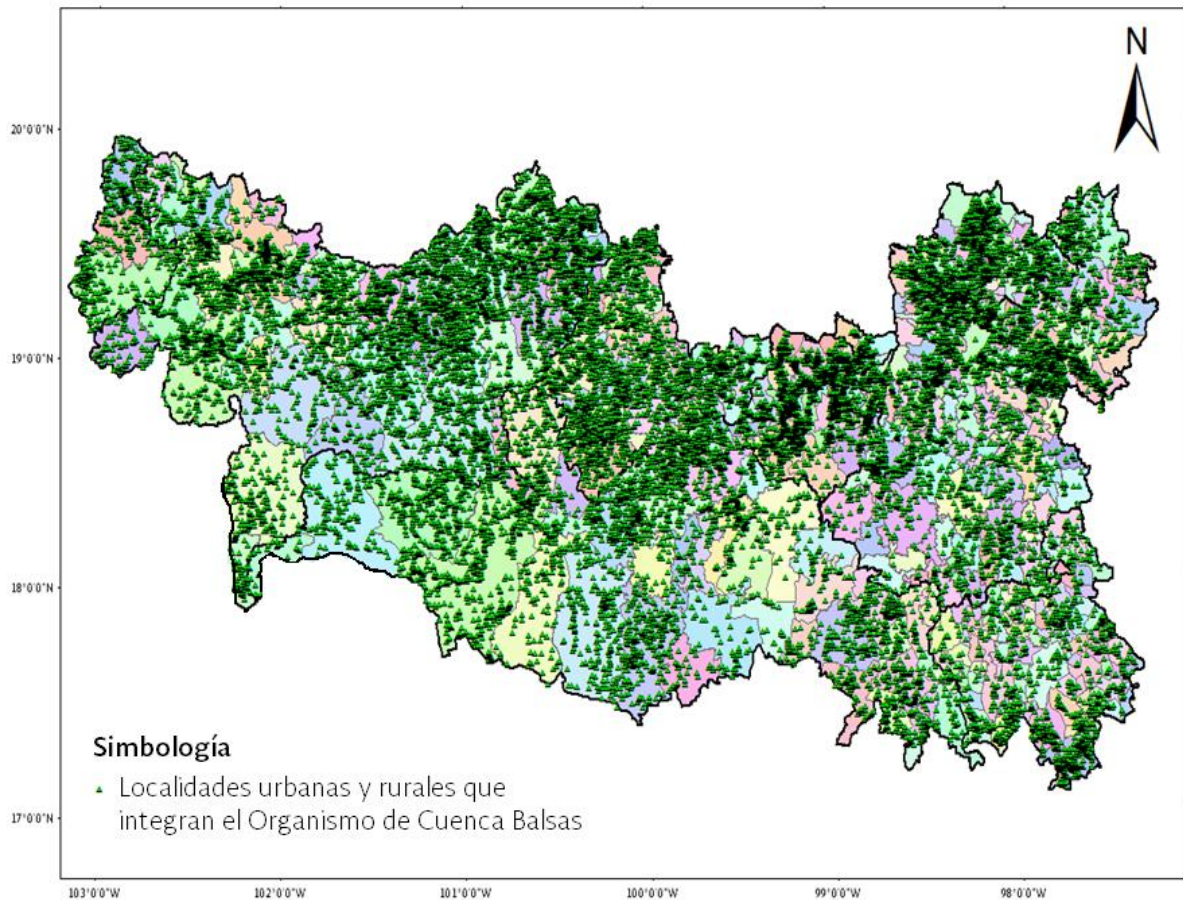 N
20°0'0"N
19°0'0"N
18°0'0"N
17°0'0"N
Simbología
Localidades urbanas y rurales que
integran el Organismo de Cuenca Balsas
103°0'0"W 102°0'0"W 101°0'0"W 100°0'0"W 99°0'0"W 98°0'0"W